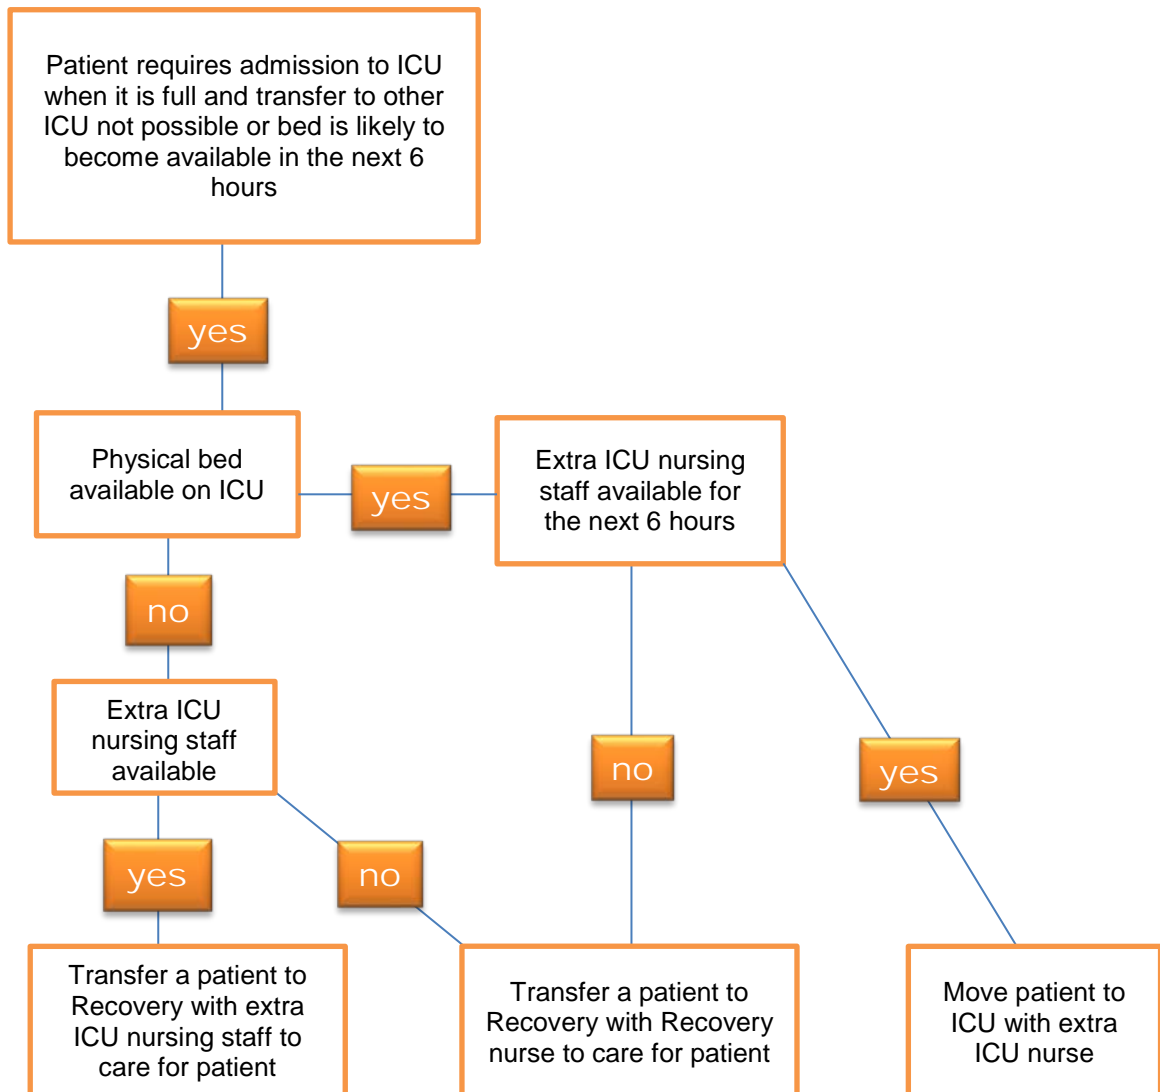 Patient requires admission to ICU
when it is full and transfer to other
ICU not possible or bed is likely to
become available in the next 6
hours
yes
Physical bed
available on ICU
yes
Extra ICU nursing
staff available for
the next 6 hours
no
Extra ICU
nursing staff
available
no
yes
yes
no
Transfer a patient to
Recovery with extra
ICU nursing staff to
care for patient
Transfer a patient to
Recovery with Recovery
nurse to care for patient
Move patient to
ICU with extra
ICU nurse